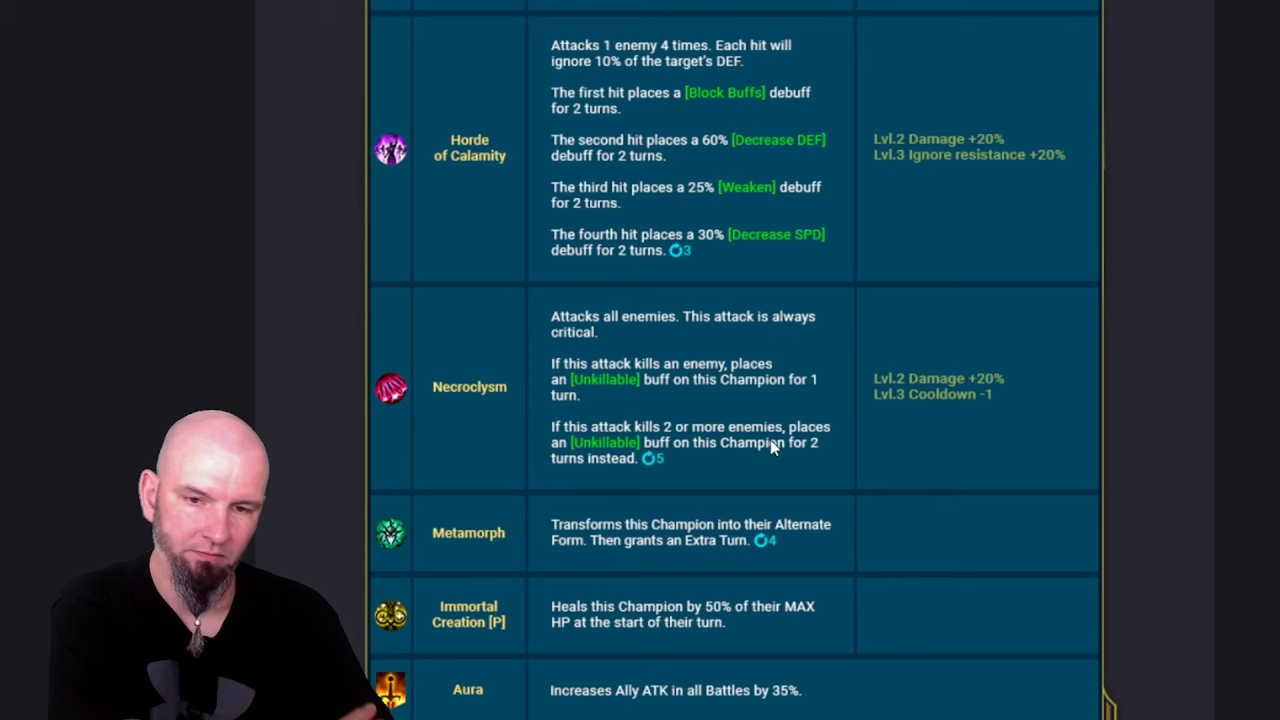 Horde
of Calamity
Attacks 1 enemy 4 times. Each hit will
ignore 10% of the target's DEF.
The first hit places a [Block Buffs] debuff
for 2 turns.
The second hit places a 60% [Decrease DEF]
debuff for 2 turns.
The third hit places a 25% [Weaken] debuff
for 2 turns.
The fourth hit places a 30% [Decrease SPD]
debuff for 2 turns. 3
Lvl.2 Damage +20%
Lvl.3 Ignore resistance +20%
Necroclysm
Attacks all enemies. This attack is always
critical.
If this attack kills an enemy, places
an [Unkillable] buff on this Champion for 1
turn.
If this attack kills 2 or more enemies, places
an [Unkillable] buff on this Champion for 2
turns instead. 5
Lvl.2 Damage +20%
Lvl.3 Cooldown -1
Metamorph
Transforms this Champion into their Alternate
Form. Then grants an Extra Turn. 4
Immortal
Creation [P]
Heals this Champion by 50% of their MAX
HP at the start of their turn.
Aura
Increases Ally ATK in all Battles by 35%.